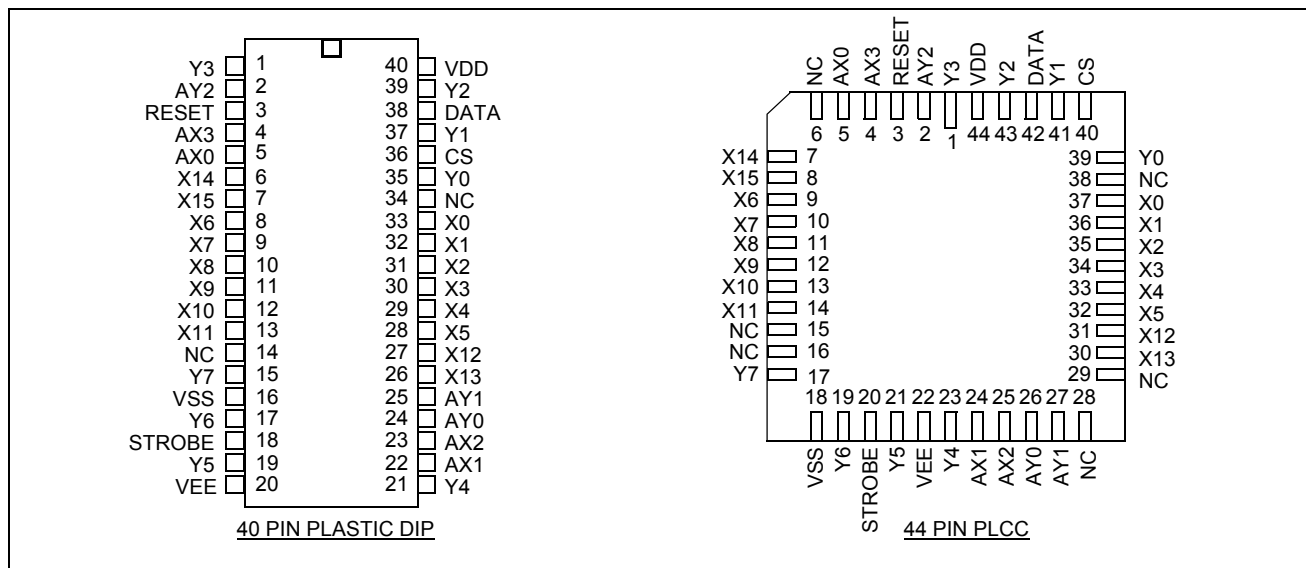 Y3 1 40 VDD
AY2 2 39 Y2
RESET 3 38 DATA
AX3 4 37 Y1
AX0 5 36 CS
X14 6 35 Y0
X15 7 34 NC
X6 8 33 X0
X7 9 32 X1
X8 10 31 X2
X9 11 30 X3
X10 12 29 X4
X11 13 28 X5
NC 14 27 X12
Y7 15 26 X13
VSS 16 25 AY1
Y6 17 24 AY0
STROBE 18 23 AX2
Y5 19 22 AX1
VEE 20 21 Y4
40 PIN PLASTIC DIP
NC AX0 AX3 RESET AY2 Y3 VDD Y2 DATA Y1 CS
6 5 4 3 2 1 44 43 42 41 40
X14 7 39 Y0
X15 8 38 NC
X6 9 37 X0
X7 10 36 X1
X8 11 35 X2
X9 12 34 X3
X10 13 33 X4
X11 14 32 X5
NC 15 31 X12
NC 16 30 X13
Y7 17 29 NC
18 19 20 21 22 23 24 25 26 27 28
VSS Y6 STROBE Y5 VEE Y4 AX1 AX2 AY0 AY1 NC
44 PIN PLCC